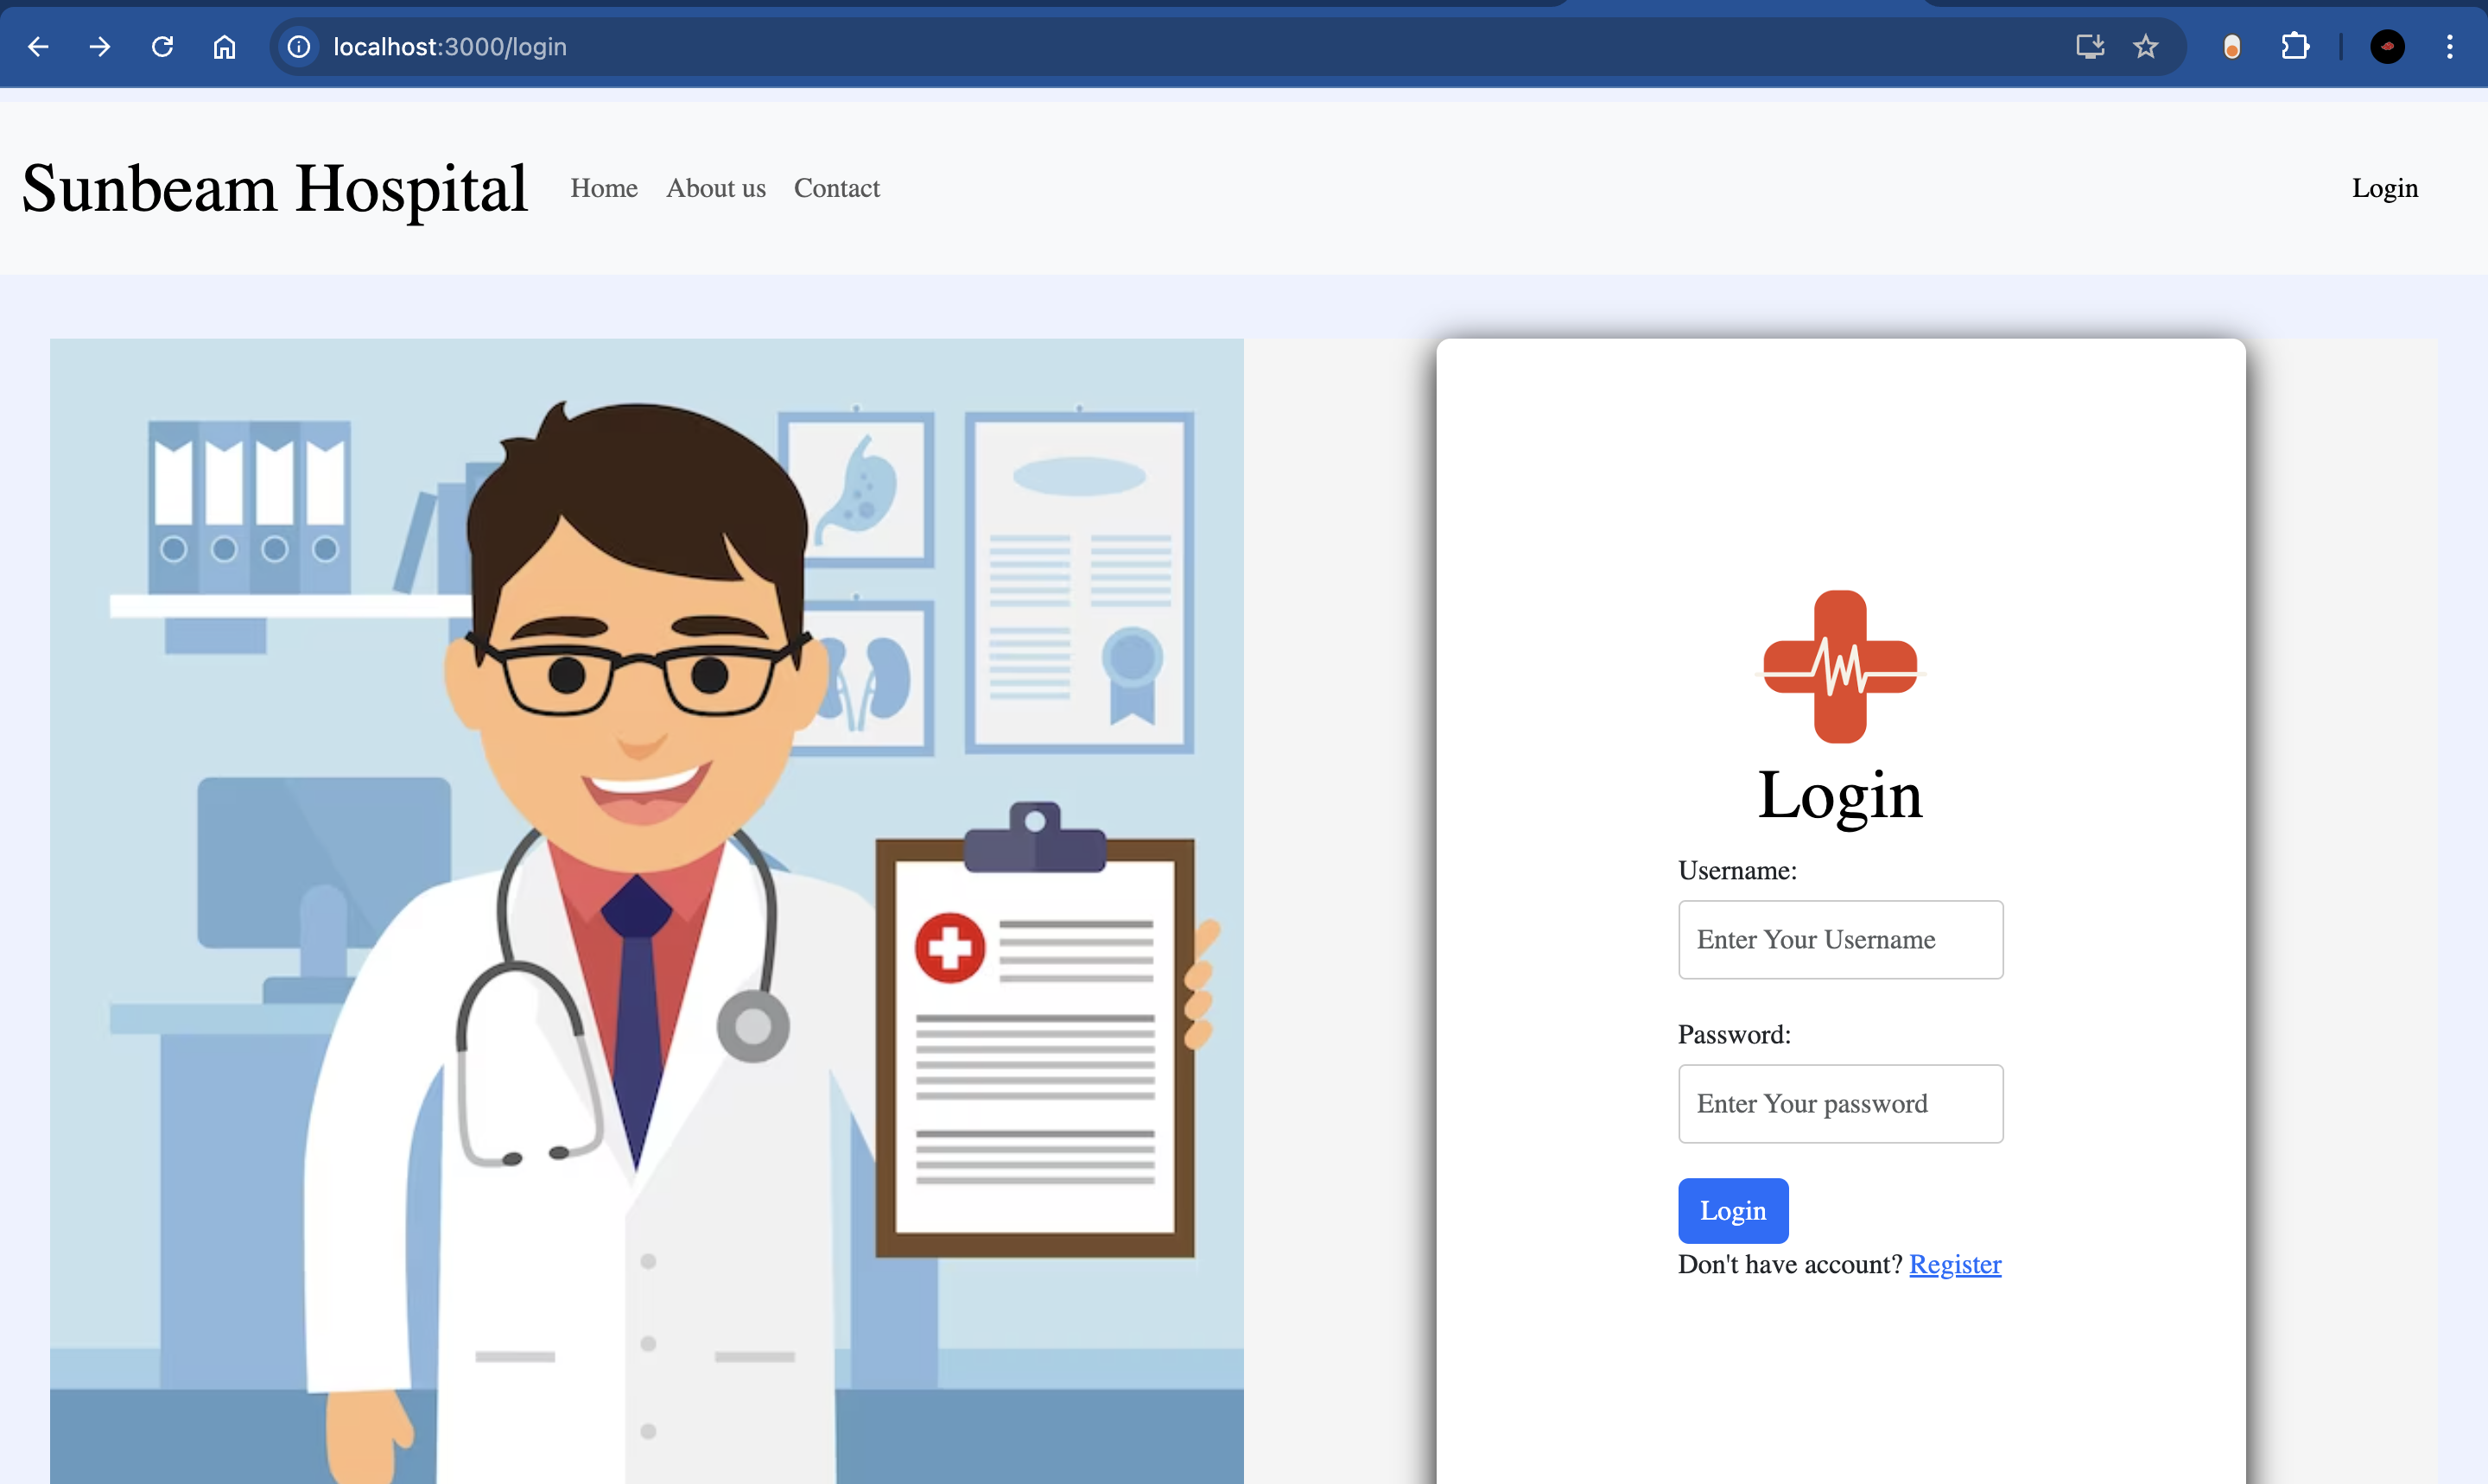 localhost:3000/login
Sunbeam Hospital Home About us Contact Login
Login
Username:
Enter Your Username
Password:
Enter Your password
Login
Don't have account? Register